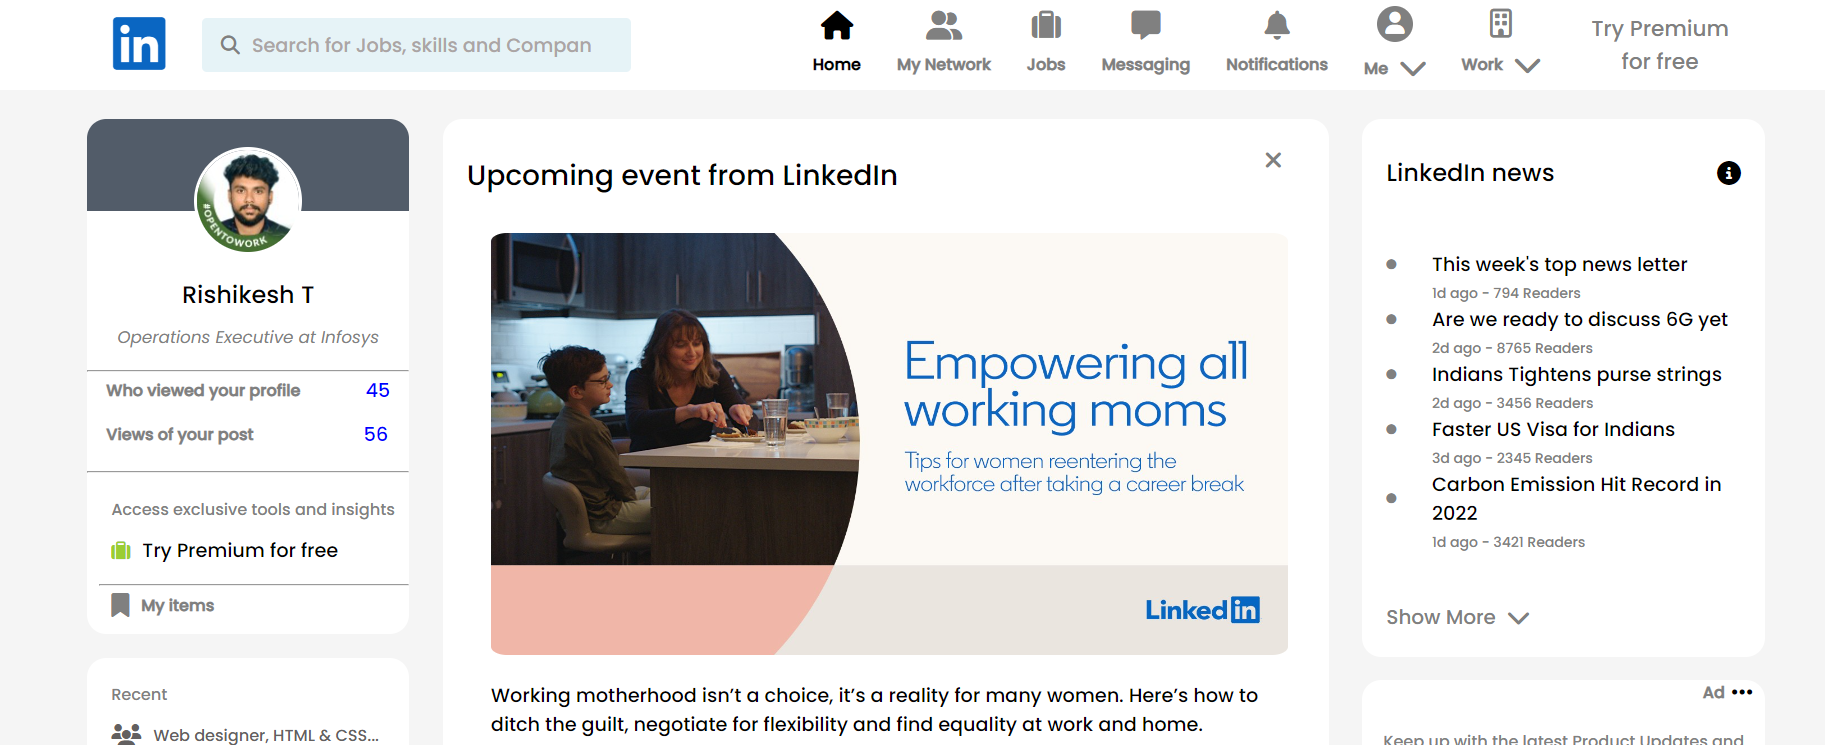 in
Search for Jobs, skills and Compan
Home
My Network
Jobs
Messaging
Notifications
Me
Work
Try Premium
for free
#OPENTOWORK
Rishikesh T
Operations Executive at Infosys
Who viewed your profile 45
Views of your post 56
Access exclusive tools and insights
Try Premium for free
My items
Recent
Web designer, HTML & CSS...
Upcoming event from LinkedIn
Empowering all
working moms
Tips for women reentering the
workforce after taking a career break
Linkedin
Working motherhood isn’t a choice, it’s a reality for many women. Here’s how to
ditch the guilt, negotiate for flexibility and find equality at work and home.
LinkedIn news
This week's top news letter
1d ago - 794 Readers
Are we ready to discuss 6G yet
2d ago - 8765 Readers
Indians Tightens purse strings
2d ago - 3456 Readers
Faster US Visa for Indians
3d ago - 2345 Readers
Carbon Emission Hit Record in
2022
1d ago - 3421 Readers
Show More
Ad
Keep up with the latest Product Updates and